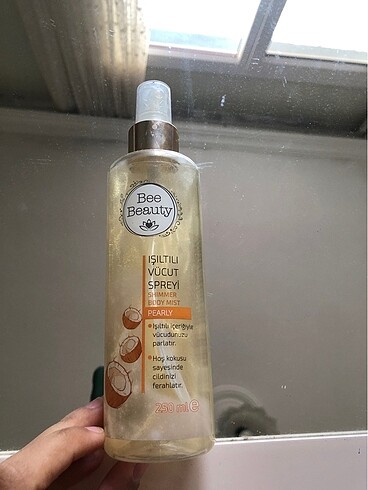 Bee
Beauty
IŞILTILI
VÜCUT
SPREYİ
SHIMMER
BODY MIST
PEARLY
Işıltılı içeriğiyle
vücudunuzu
parlatır.
Hoş kokusu
sayesinde
cildinizi
ferahlatır.
250 ml e